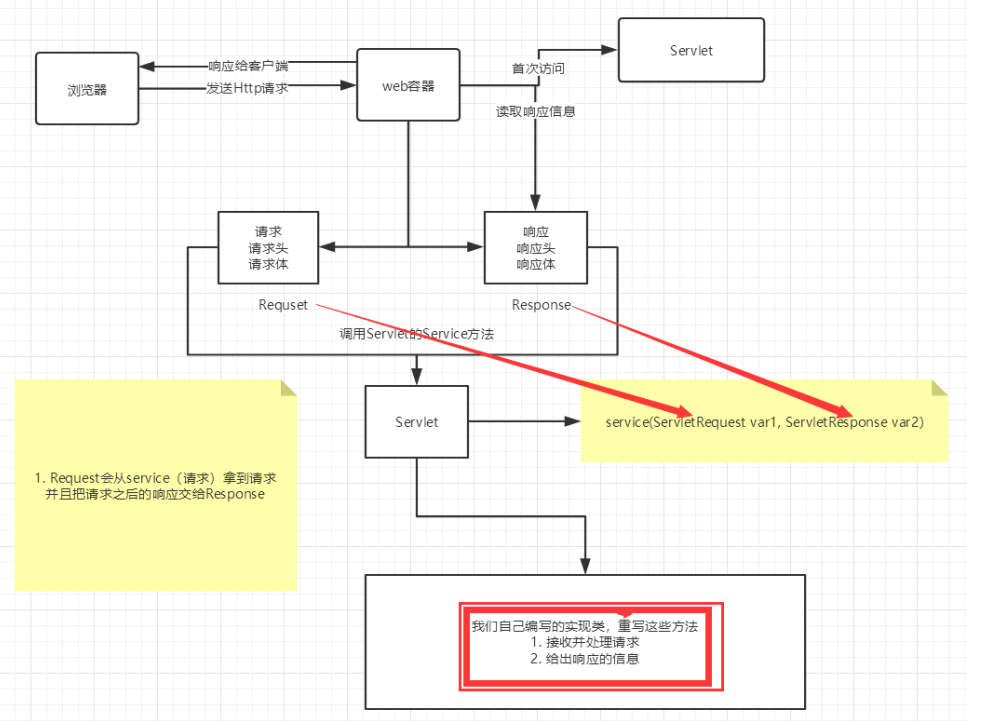 Servlet
浏览器
响应给客户端
发送Http请求
web容器
首次访问
读取响应信息
请求
请求头
请求体
响应
响应头
响应体
Requset
Response
调用Servlet的Service方法
Servlet
service(ServletRequest var1, ServletResponse var2)
1. Request会从service（请求）拿到请求
并且把请求之后的响应交给Response
我们自己编写的实现类，重写这些方法
1. 接收并处理请求
2. 给出响应的信息